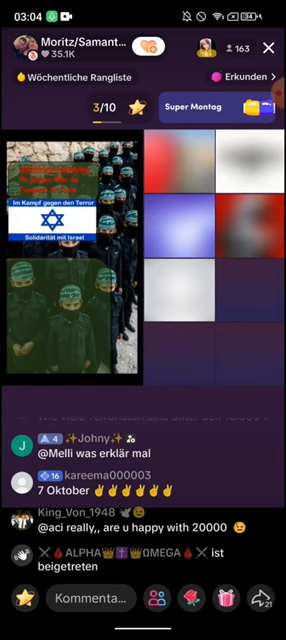 03:04
34
Moritz/Samant...
35.1K
163
Wöchentliche Rangliste
Erkunden >
3/10
Super Montag
Im Kampf gegen den Terror
Solidarität mit Israel
4 ✨Johny✨
@Melli was erklär mal
16 kareema000003
7 Oktober ✌✌✌✌✌✌
King_Von_1948 🕊😉
@aci really,, are u happy with 20000 😉
⚔🩸ALPHA👑✝👑ΩMEGA🩸⚔ ist
beigetreten
Kommenta...
21